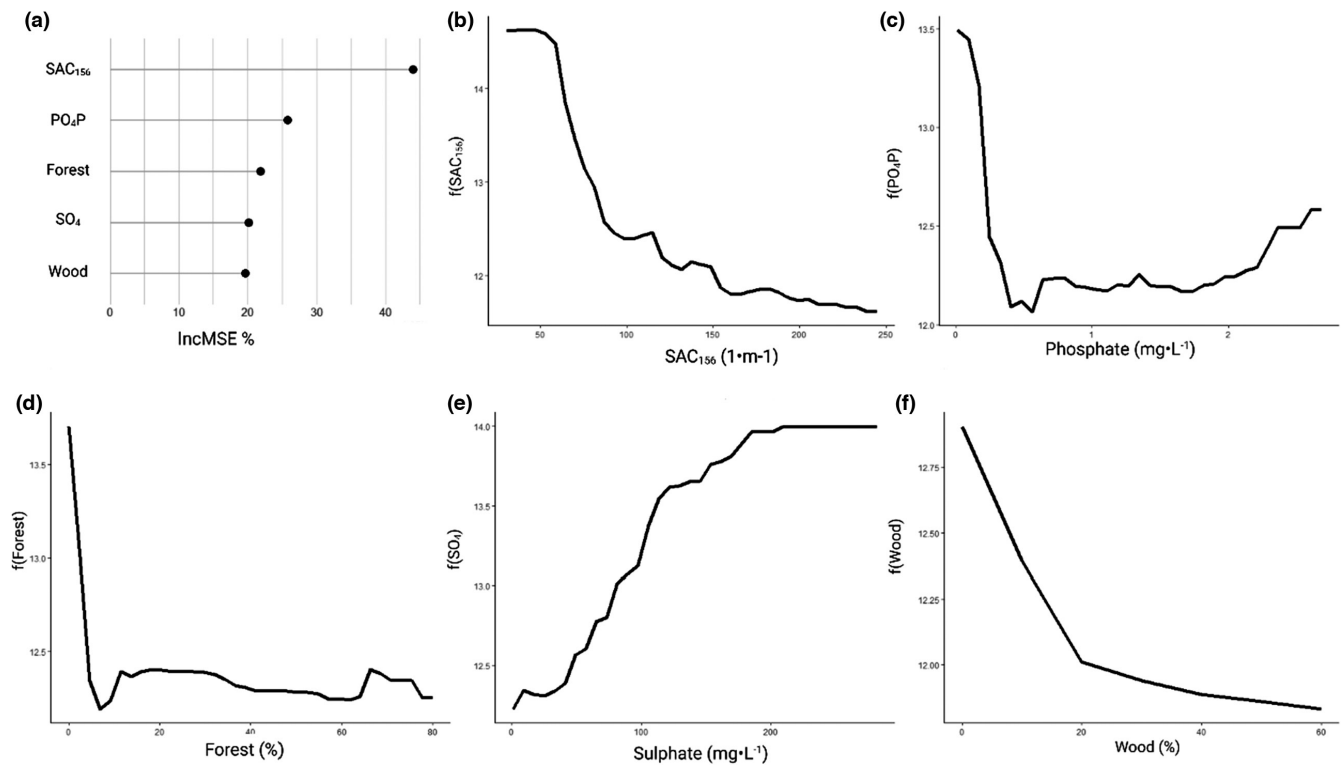 (a)
SAC₁₅₆
PO₄P
Forest
SO₄
Wood
0 10 20 30 40
IncMSE %
(b)
f(SAC₁₅₆)
14
13
12
50 100 150 200 250
SAC₁₅₆ (1•m-1)
(c)
f(PO₄P)
13.5
13.0
12.5
12.0
0 1 2
Phosphate (mg•L⁻¹)
(d)
f(Forest)
13.5
13.0
12.5
0 20 40 60 80
Forest (%)
(e)
f(SO₄)
14.0
13.5
13.0
12.5
0 100 200
Sulphate (mg•L⁻¹)
(f)
f(Wood)
12.75
12.50
12.25
12.00
0 20 40 60
Wood (%)